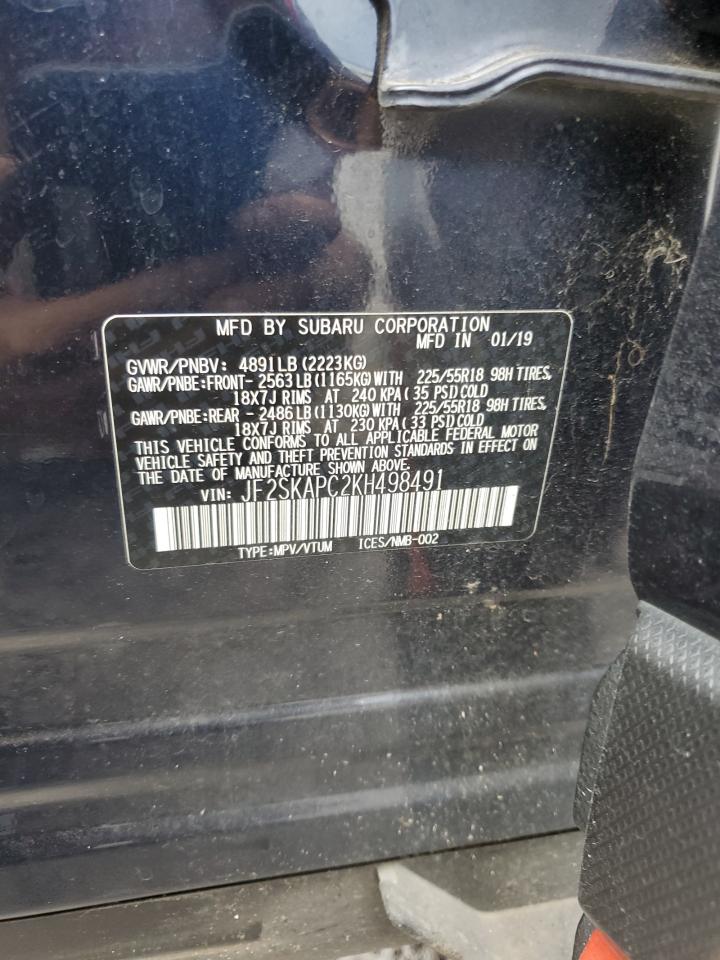 MFD BY SUBARU CORPORATION
MFD IN 01/19
GVWR/PNBV: 4891LB (2223KG)
GAWR/PNBE:FRONT- 2563LB (1165KG) WITH 225/55R18 98H TIRES,
18X7J RIMS AT 240 KPA ( 35 PSI) COLD
GAWR/PNBE:REAR - 2486LB (1130KG) WITH 225/55R18 98H TIRES,
18X7J RIMS AT 230 KPA ( 33 PSI) COLD
THIS VEHICLE CONFORMS TO ALL APPLICABLE FEDERAL MOTOR
VEHICLE SAFETY AND THEFT PREVENTION STANDARDS IN EFFECT ON
THE DATE OF MANUFACTURE SHOWN ABOVE.
VIN: JF2SKAPC2KH498491
TYPE:MPV/VTUM ICES/NMB-002